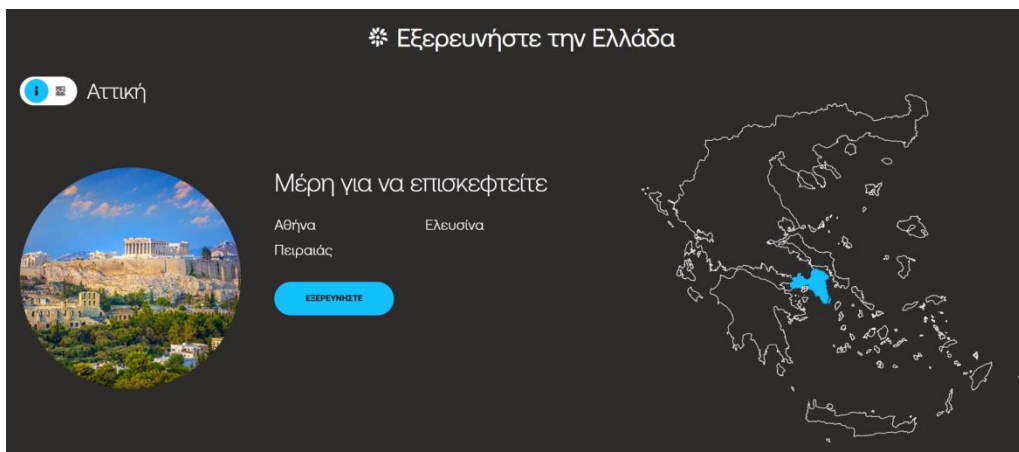 Εξερευνήστε την Ελλάδα
Αττική
Μέρη για να επισκεφτείτε
Αθήνα Ελευσίνα
Πειραιάς
ΕΞΕΡΕΥΝΗΣΤΕ